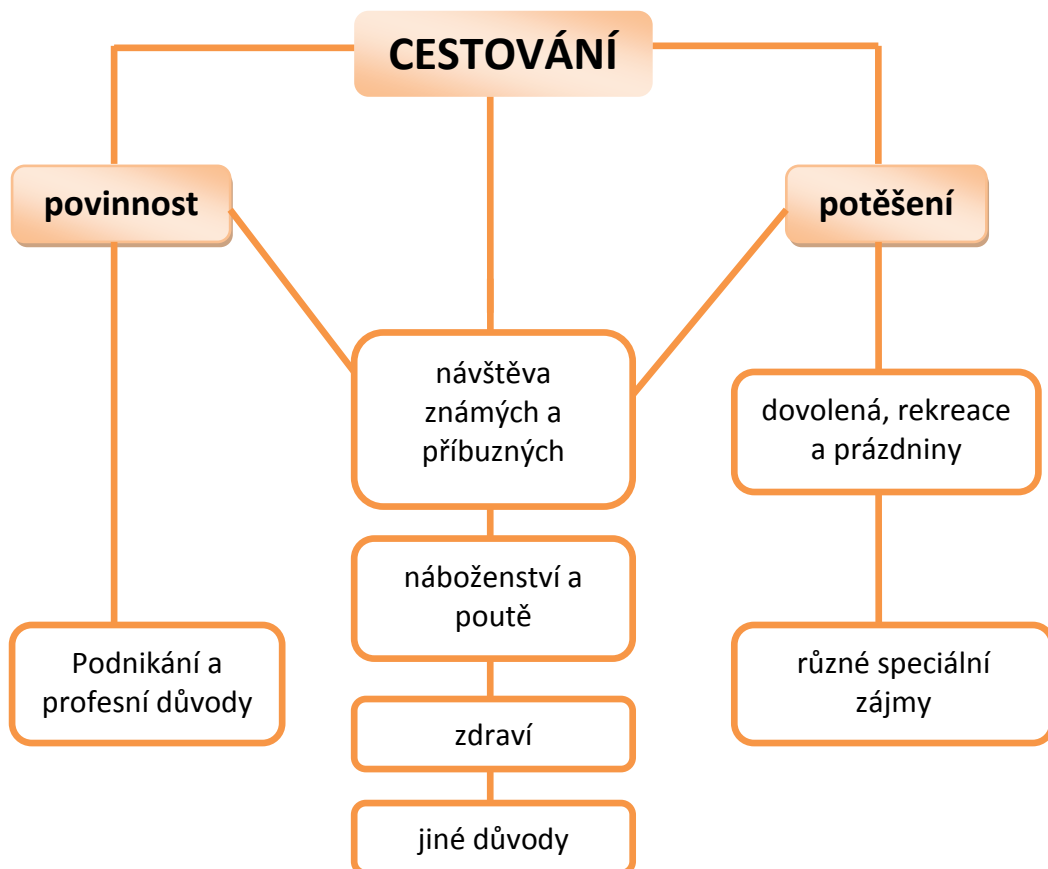 CESTOVÁNÍ
povinnost
potěšení
návštěva
známých a
příbuzných
dovolená, rekreace
a prázdniny
náboženství a
poutě
Podnikání a
profesní důvody
různé speciální
zájmy
zdraví
jiné důvody